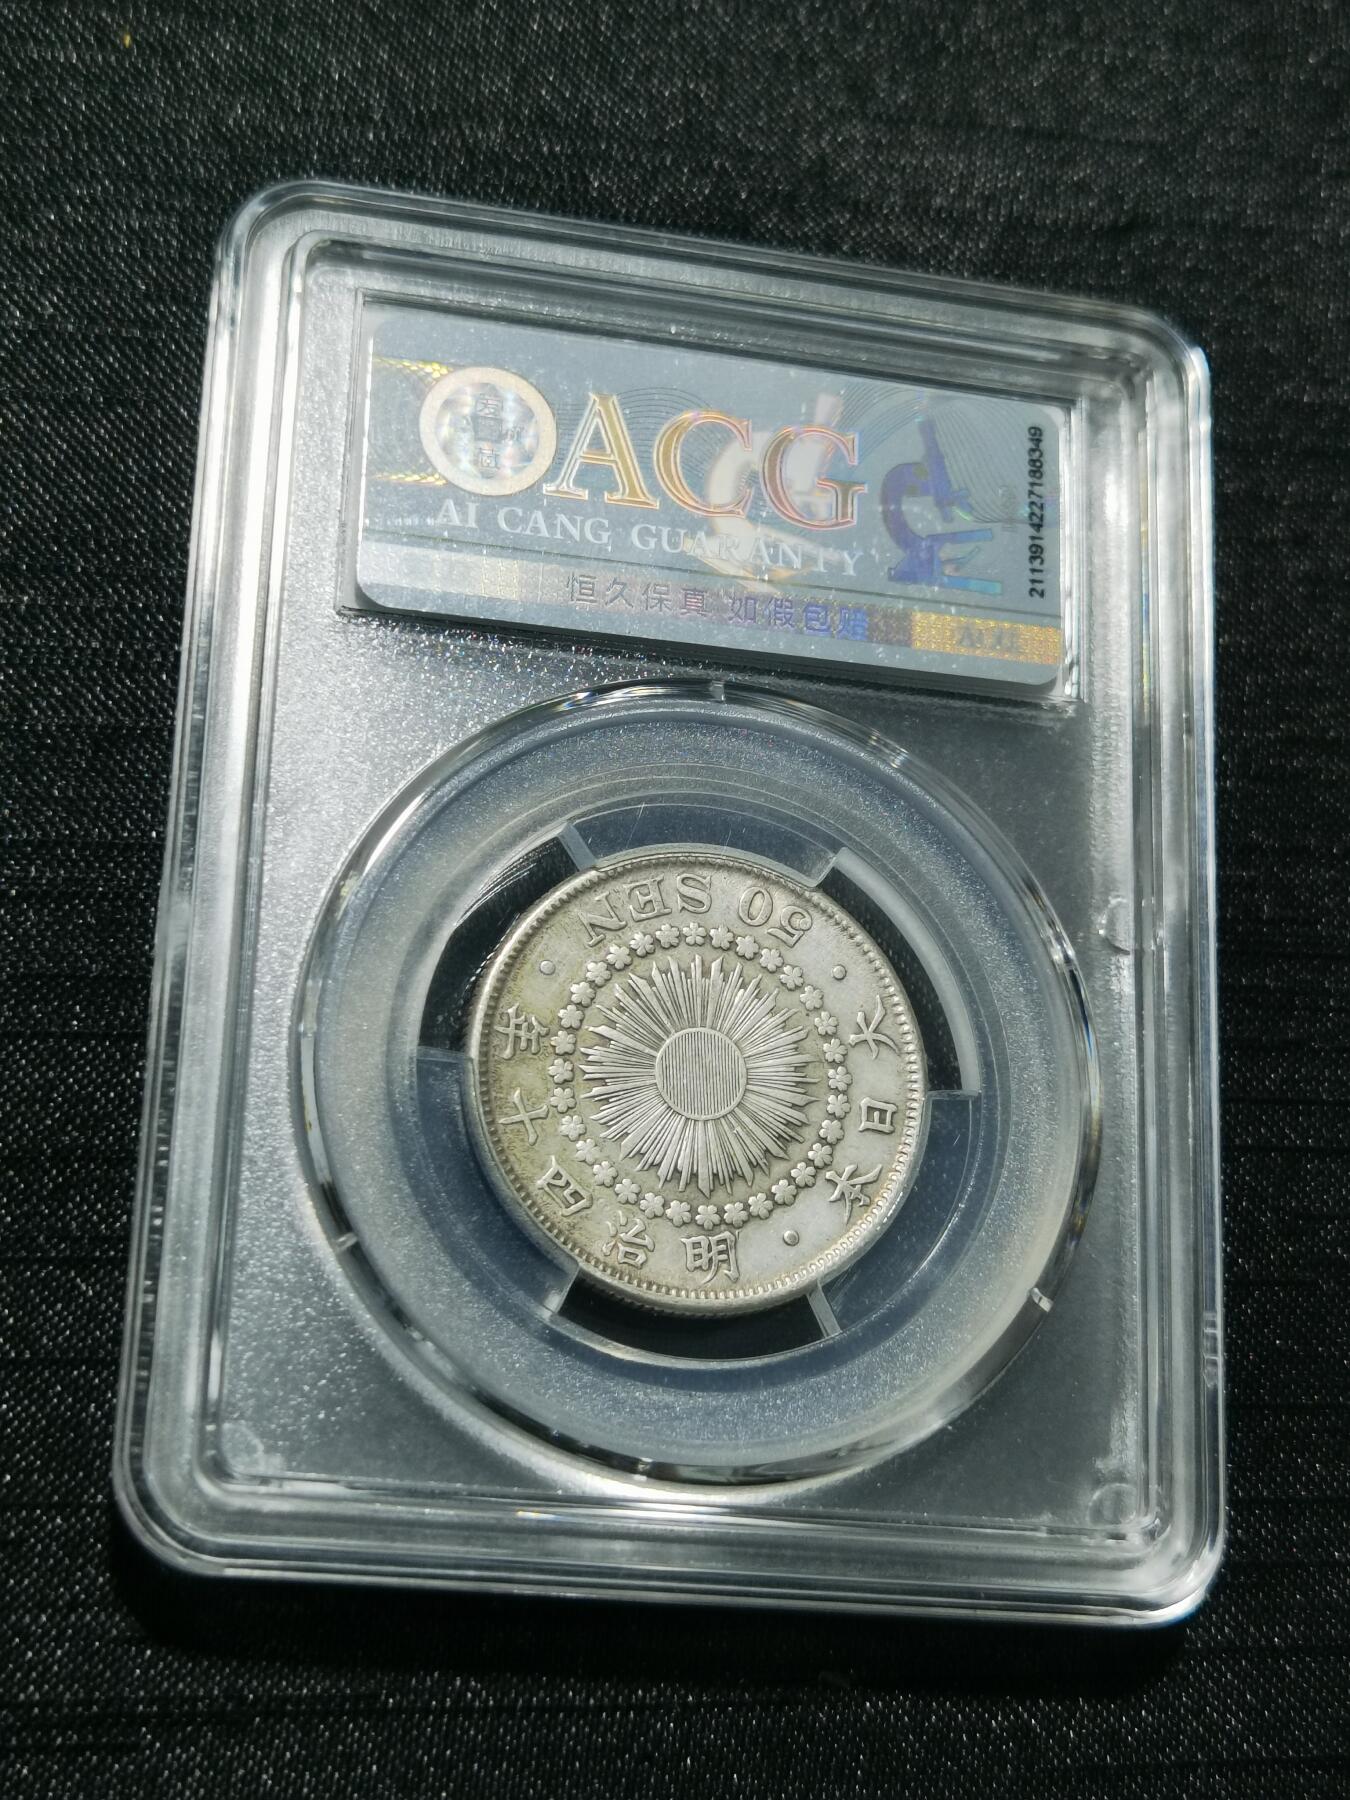 ACG
AI CANG GUARANTY
恒久保真 如假包赔
2113914227188349
大日本・明治四十年・
50 SEN